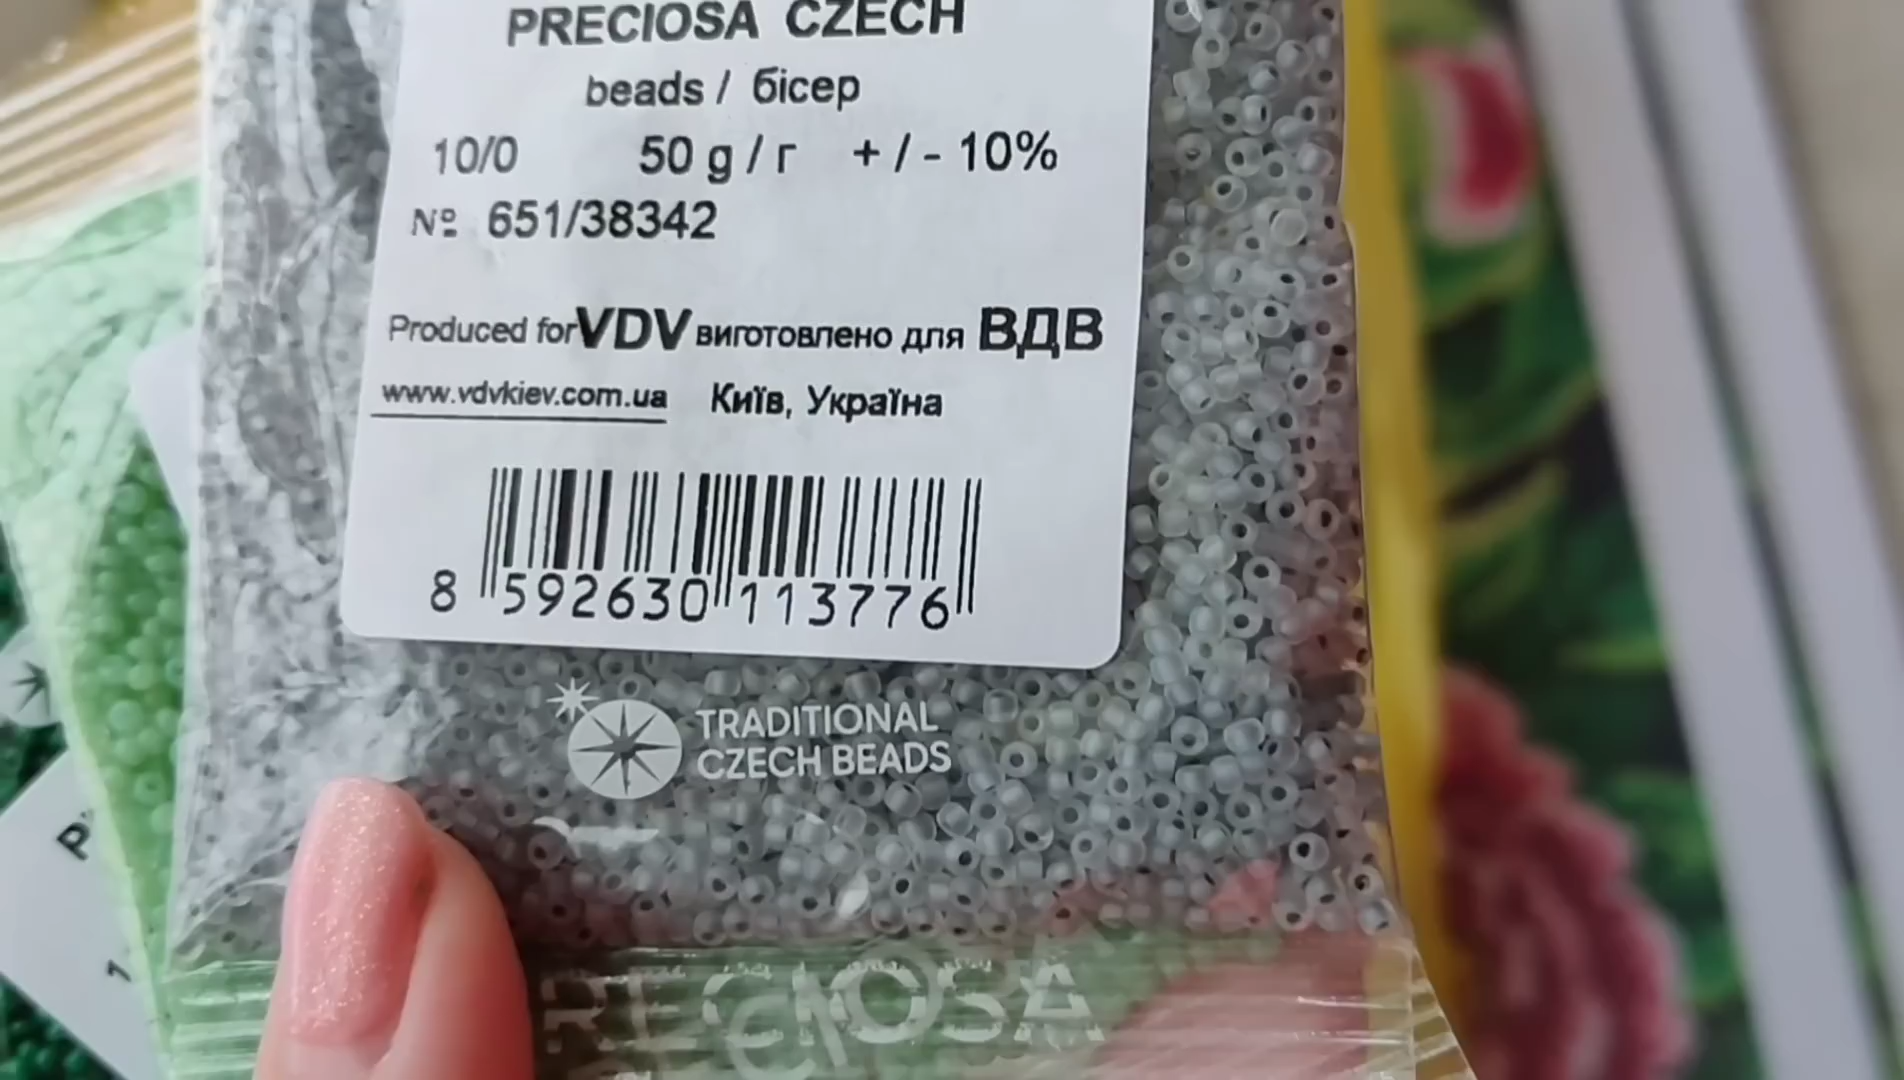 PRECIOSA CZECH
beads / бісер
10/0 50 g / г + / - 10%
№ 651/38342
Produced for VDV виготовлено для ВДВ
www.vdvkiev.com.ua Київ, Україна
8 592630 113776
TRADITIONAL
CZECH BEADS
PRECIOSA